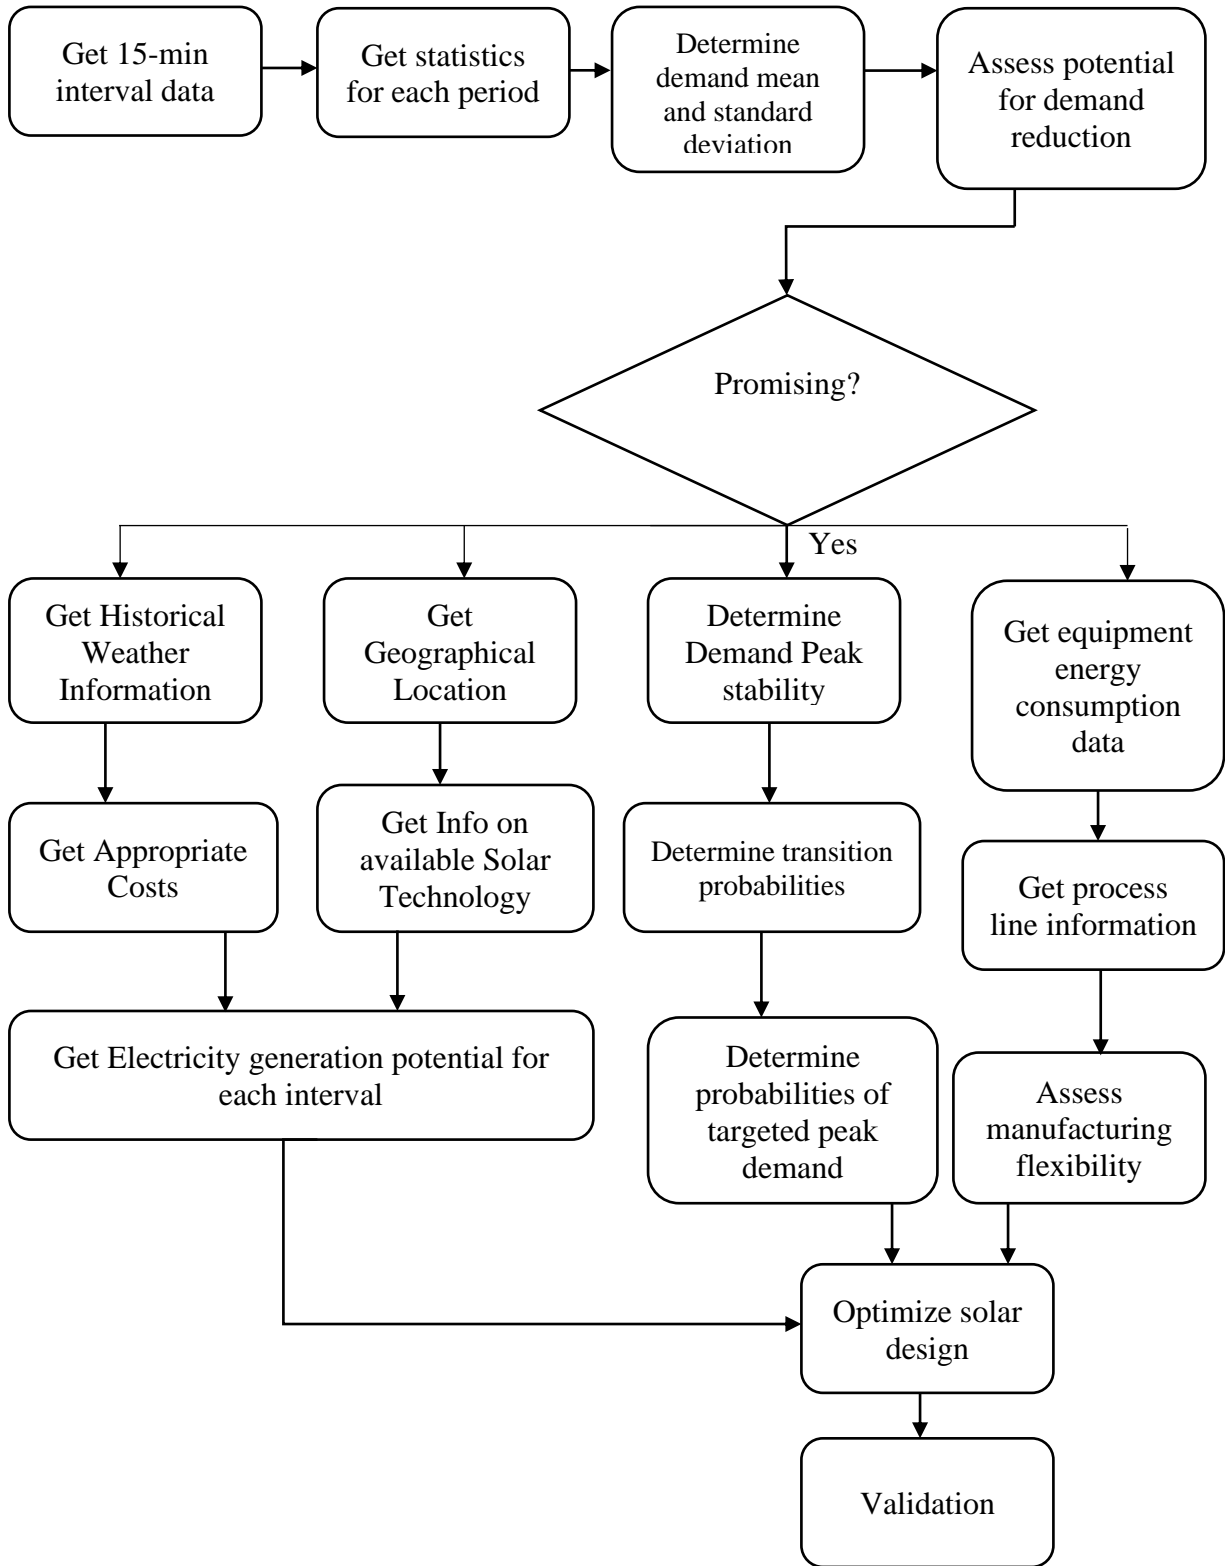 Get 15-min
interval data
Get statistics
for each period
Determine
demand mean
and standard
deviation
Assess potential
for demand
reduction
Promising?
Yes
Get Historical
Weather
Information
Get
Geographical
Location
Determine
Demand Peak
stability
Get equipment
energy
consumption
data
Get Appropriate
Costs
Get Info on
available Solar
Technology
Determine transition
probabilities
Get process
line information
Get Electricity generation potential for
each interval
Determine
probabilities of
targeted peak
demand
Assess
manufacturing
flexibility
Optimize solar
design
Validation